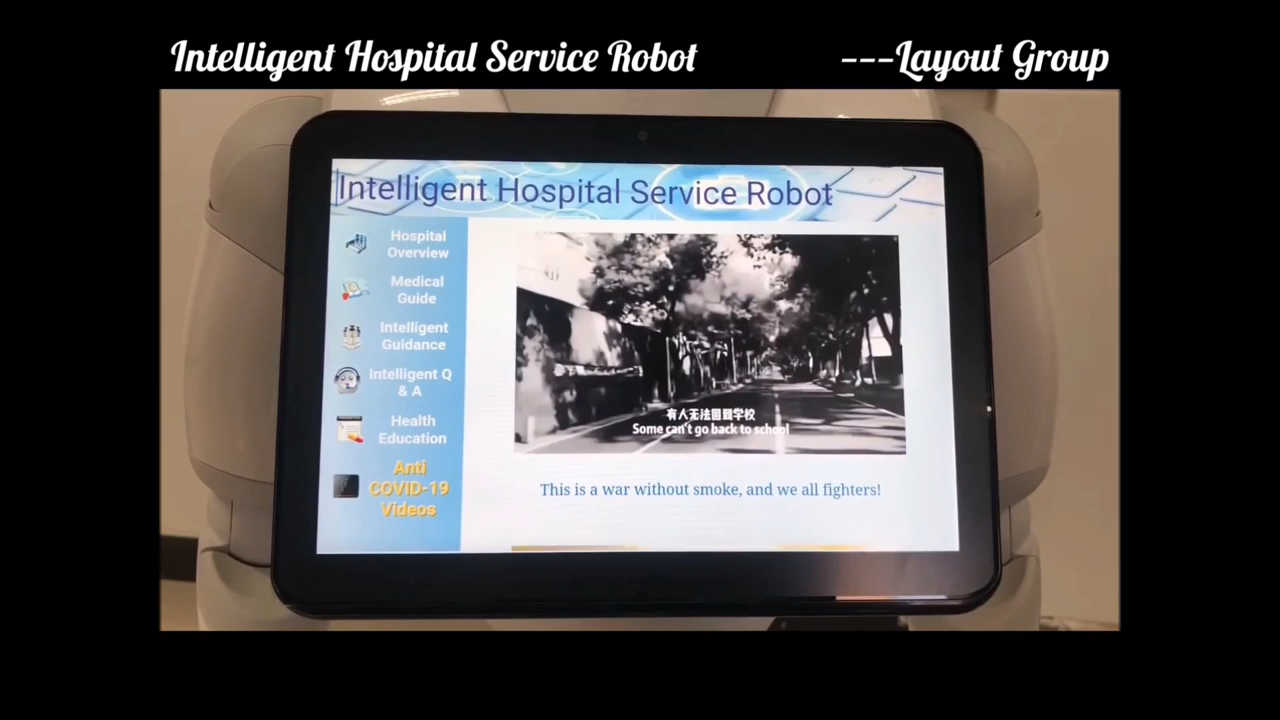 Intelligent Hospital Service Robot
---Layout Group
Intelligent Hospital Service Robot
Hospital
Overview
Medical
Guide
Intelligent
Guidance
Intelligent Q
& A
Health
Education
Anti
COVID-19
Videos
有人无法回到学校
Some can't go back to school
This is a war without smoke, and we all fighters!